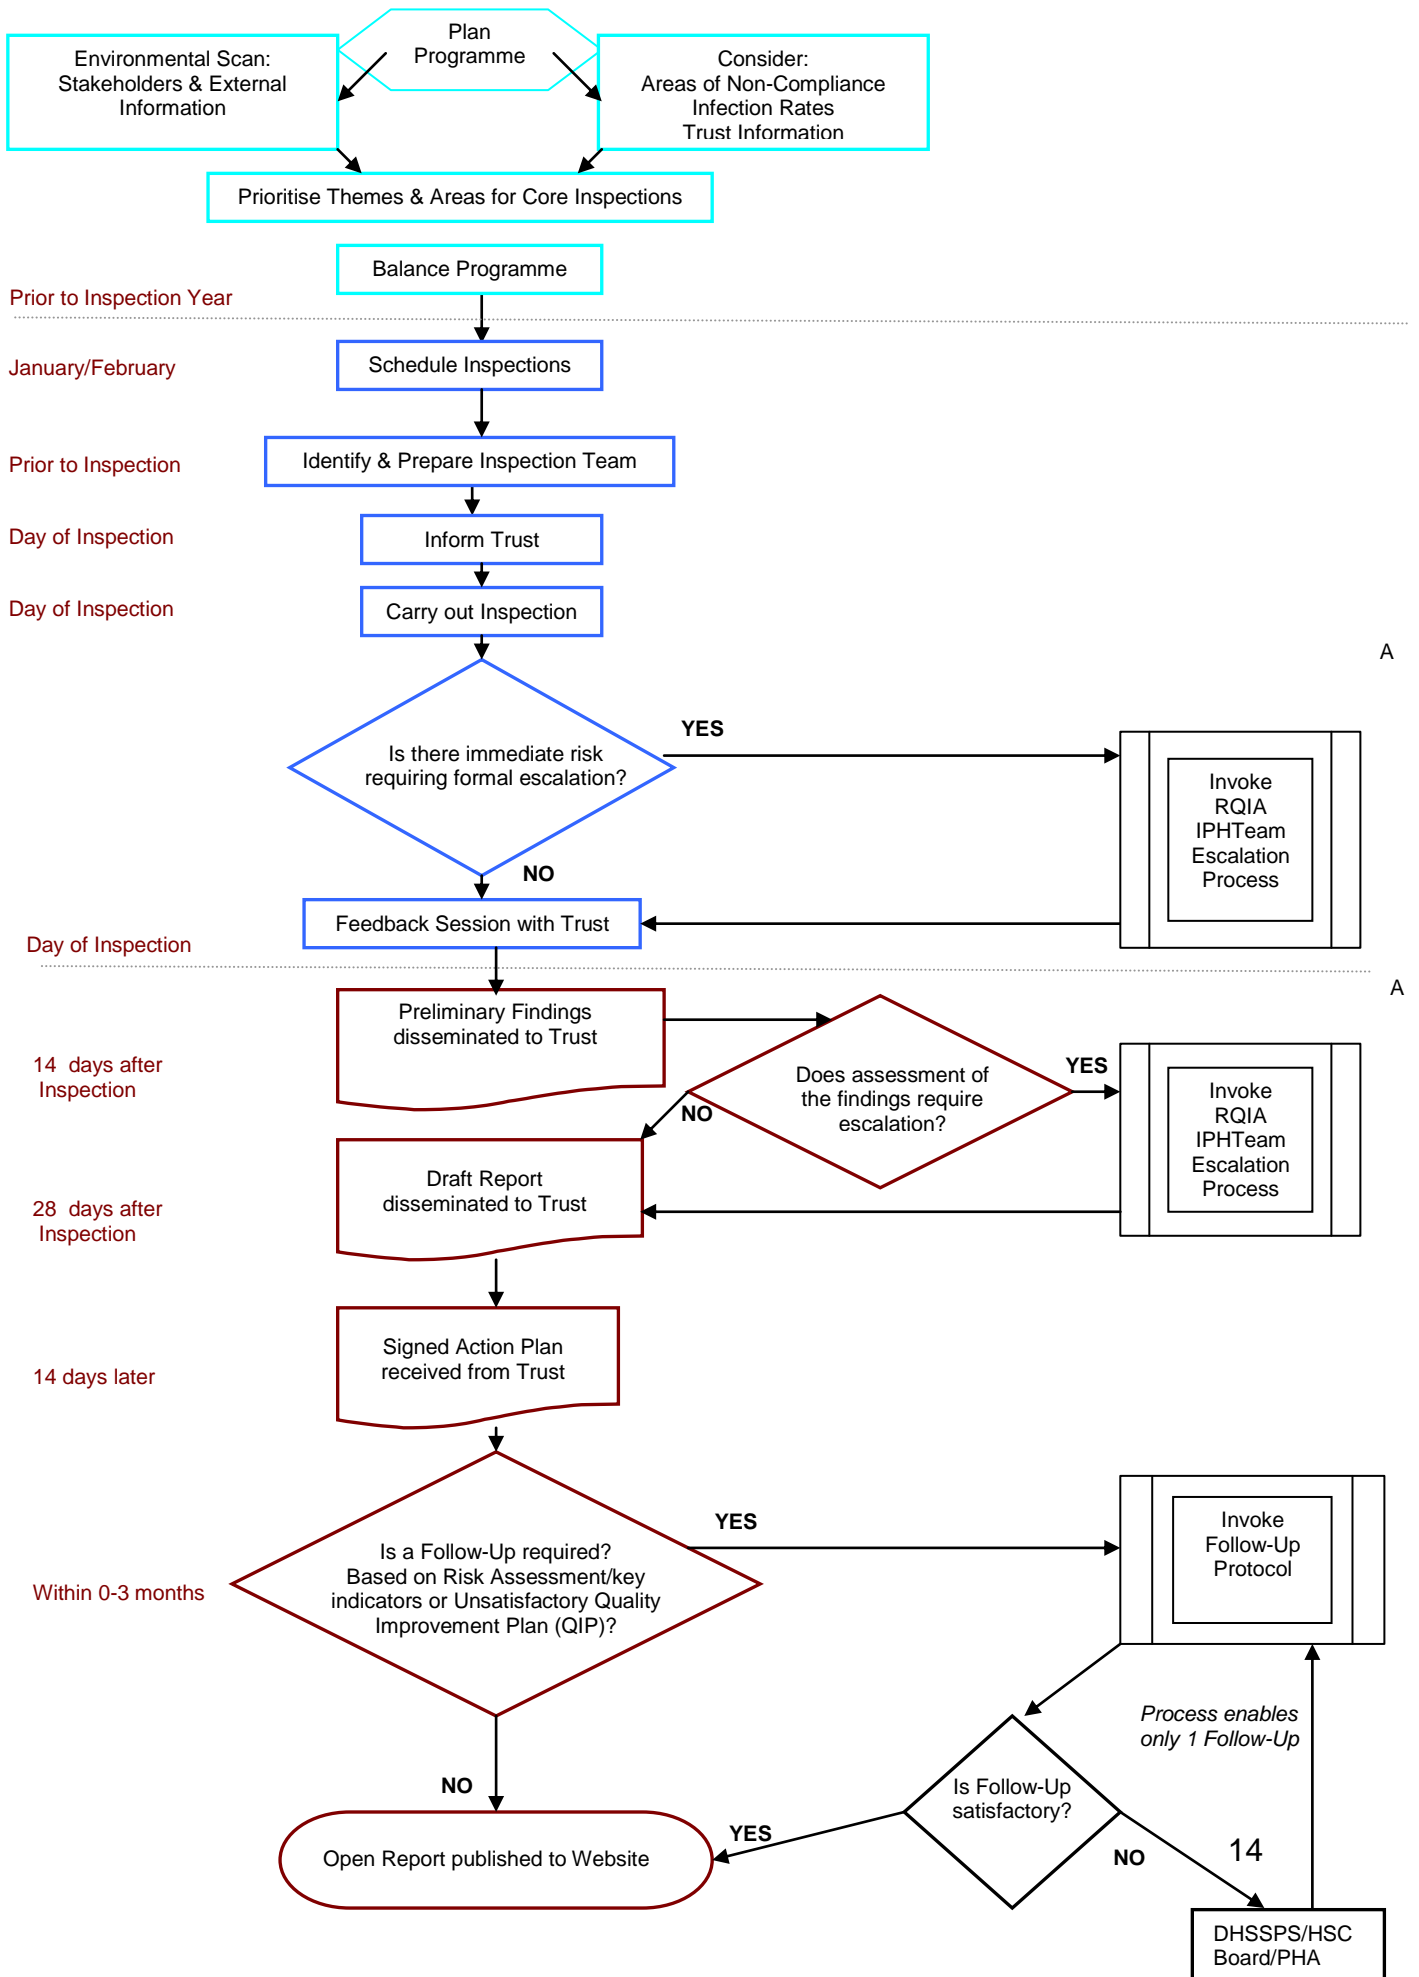 Plan
Programme
Environmental Scan:
Stakeholders & External
Information
Consider:
Areas of Non-Compliance
Infection Rates
Trust Information
Prioritise Themes & Areas for Core Inspections
Balance Programme
Prior to Inspection Year
January/February
Schedule Inspections
Prior to Inspection
Identify & Prepare Inspection Team
Day of Inspection
Inform Trust
Day of Inspection
Carry out Inspection
A
Is there immediate risk
requiring formal escalation?
YES
Invoke
RQIA
IPHTeam
Escalation
Process
NO
Feedback Session with Trust
Day of Inspection
A
Preliminary Findings
disseminated to Trust
14  days after
Inspection
Does assessment of
the findings require
escalation?
YES
NO
Invoke
RQIA
IPHTeam
Escalation
Process
Draft Report
disseminated to Trust
28  days after
Inspection
Signed Action Plan
received from Trust
14 days later
Is a Follow-Up required?
Based on Risk Assessment/key
indicators or Unsatisfactory Quality
Improvement Plan (QIP)?
Within 0-3 months
YES
Invoke
Follow-Up
Protocol
Process enables
only 1 Follow-Up
Is Follow-Up
satisfactory?
NO
YES
Open Report published to Website
NO
14
DHSSPS/HSC
Board/PHA